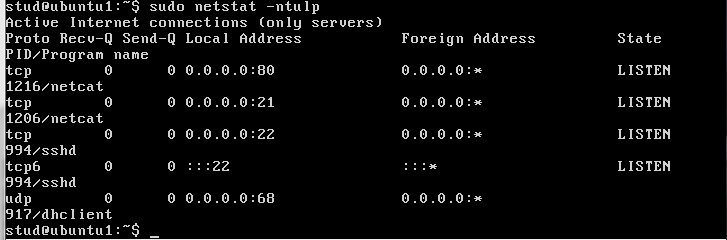 stud@ubuntu1:~$ sudo netstat -ntulp
Active Internet connections (only servers)
Proto Recv-Q Send-Q Local Address           Foreign Address         State
PID/Program name
tcp        0      0 0.0.0.0:80              0.0.0.0:*               LISTEN
1216/netcat
tcp        0      0 0.0.0.0:21              0.0.0.0:*               LISTEN
1206/netcat
tcp        0      0 0.0.0.0:22              0.0.0.0:*               LISTEN
994/sshd
tcp6       0      0 :::22                   :::*                    LISTEN
994/sshd
udp        0      0 0.0.0.0:68              0.0.0.0:*
917/dhclient
stud@ubuntu1:~$ _